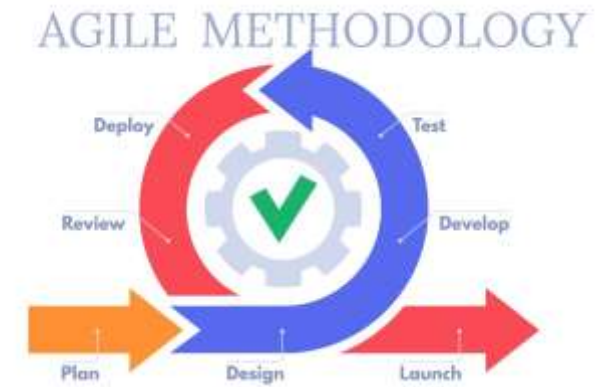 AGILE METHODOLOGY
Deploy
Test
Review
Develop
Plan
Design
Launch